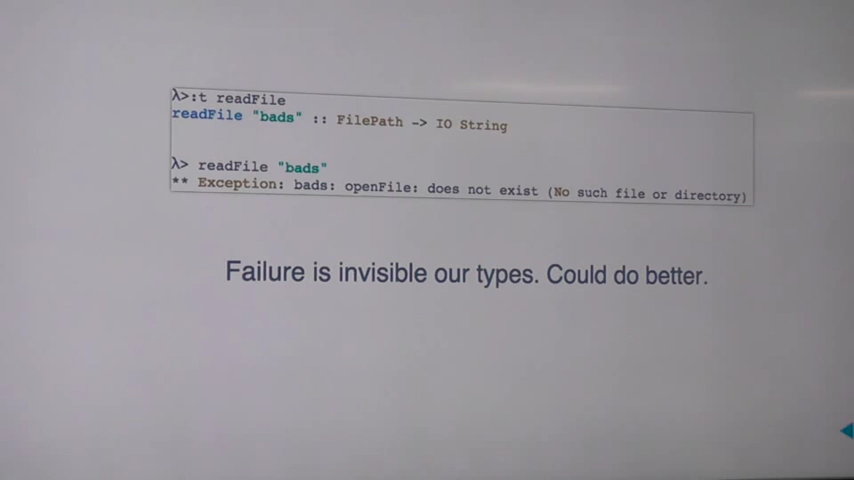 λ>:t readFile
readFile "bads" :: FilePath -> IO String
λ> readFile "bads"
** Exception: bads: openFile: does not exist (No such file or directory)
Failure is invisible our types. Could do better.